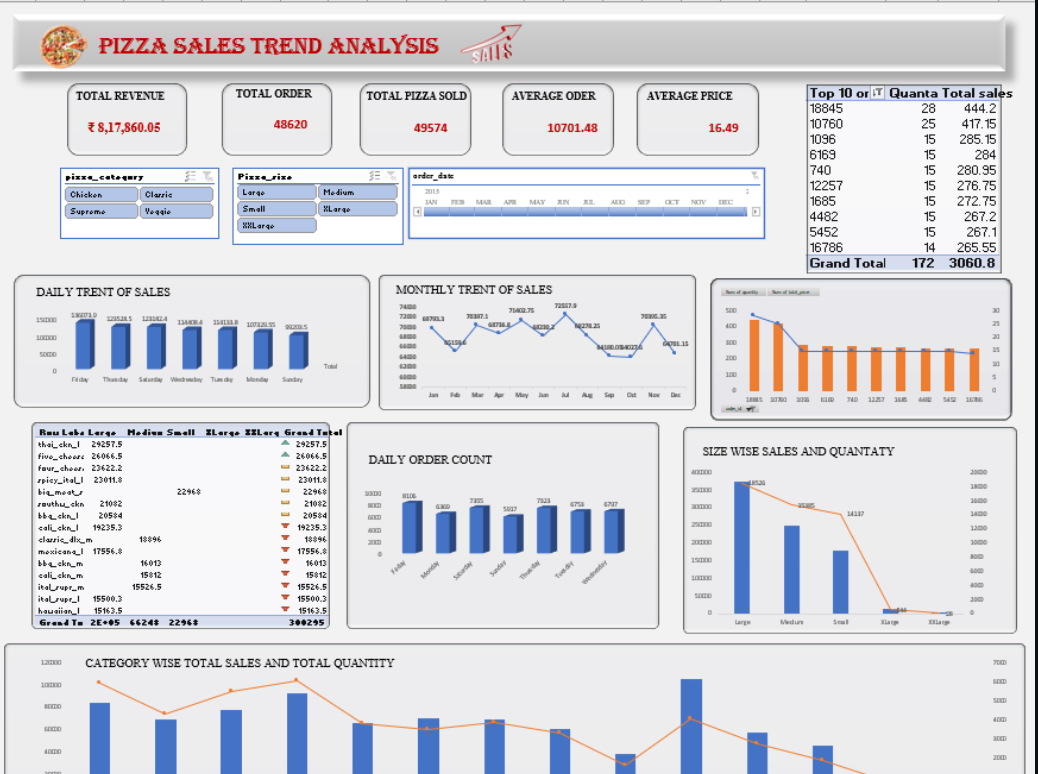 PIZZA SALES TREND ANALYSIS
SALES
TOTAL REVENUE
₹ 8,17,860.05
TOTAL ORDER
48620
TOTAL PIZZA SOLD
49574
AVERAGE ODER
10701.48
AVERAGE PRICE
16.49
Top 10 or Quanta Total sales
18845 28 444.2
10760 25 417.15
1096 15 285.15
6169 15 284
740 15 280.95
12257 15 276.75
1685 15 272.75
4482 15 267.2
5452 15 267.1
16786 14 265.55
Grand Total 172 3060.8
pizza_category
Chicken Classic
Supreme Veggie
Pizza_size
Large Medium
Small XLarge
XXLarge
order_date
2015
JAN FEB MAR APR MAY JUN JUL AUG SEP OCT NOV DEC
DAILY TRENT OF SALES
136073.9 123528.5 123182.4 114408.4 114133.8 107329.55 99203.5
150000
100000
50000
0
Friday Thursday Saturday Wednesday Tuesday Monday Sunday
Total
MONTHLY TRENT OF SALES
74000
72000
70000
68000
66000
64000
62000
60000
58000
69793.3 65159.6 70397.1 68736.8 71402.75 68230.2 72557.9 68278.25 70395.35 64701.15
Jan Feb Mar Apr May Jun Jul Aug Sep Oct Nov Dec
Sum of quantity Sum of total_price
500
400
300
200
100
0
30
25
20
15
10
5
0
18845 10760 1096 6169 740 12257 1685 4482 5452 16786
order_id
Row Labe Large Medium Small XLarge XXLarg Grand Total
thai_ckn_l 29257.5 29257.5
five_cheese 26066.5 26066.5
four_chees 23622.2 23622.2
spicy_ital_l 23011.8 23011.8
big_meat_s 22968 22968
southw_ckn 21082 21082
bbq_ckn_l 20584 20584
cali_ckn_l 19235.3 19235.3
classic_dlx_m 18896 18896
mexicana_l 17556.8 17556.8
bbq_ckn_m 16013 16013
cali_ckn_m 15812 15812
ital_supr_m 15526.5 15526.5
ital_supr_l 15500.3 15500.3
hawaiian_l 15163.5 15163.5
Grand To 2E+05 66248 22968 300295
DAILY ORDER COUNT
10000
8000
6000
4000
2000
0
8106 6369 7355 5917 7323 6753 6797
Friday Monday Saturday Sunday Thursday Tuesday Wednesday
SIZE WISE SALES AND QUANTATY
400000
350000
300000
250000
200000
150000
100000
50000
0
18526 15385 14137 544 28
20000
18000
16000
14000
12000
10000
8000
6000
4000
2000
0
Large Medium Small XLarge XXLarge
CATEGORY WISE TOTAL SALES AND TOTAL QUANTITY
120000
100000
80000
60000
40000
7000
6000
5000
4000
3000
2000